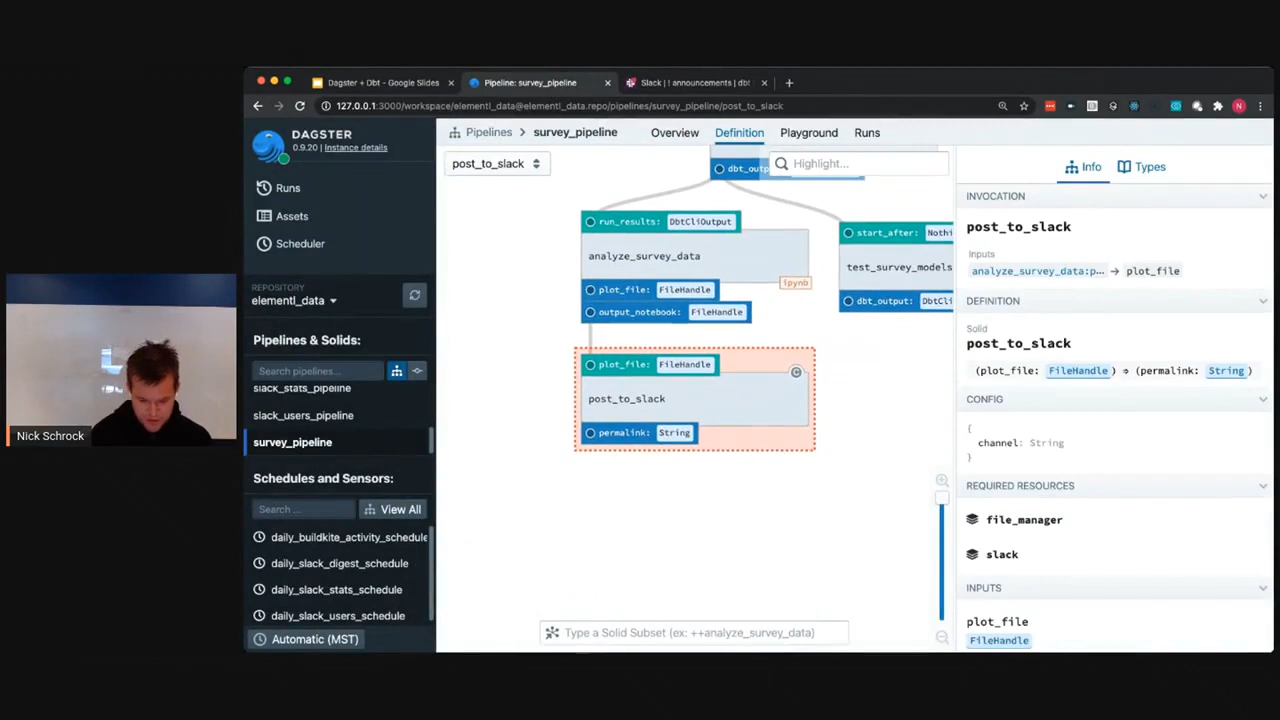 Dagster + Dbt - Google Slides
Pipeline: survey_pipeline
Slack | ! announcements | dbt
127.0.0.1:3000/workspace/elementl_data@elementl_data.repo/pipelines/survey_pipeline/post_to_slack
N
DAGSTER
0.9.20 | Instance details
Runs
Assets
Scheduler
REPOSITORY
elementl_data
Pipelines & Solids:
Search pipelines...
slack_stats_pipeline
slack_users_pipeline
survey_pipeline
Schedules and Sensors:
Search ...
View All
daily_buildkite_activity_schedule
daily_slack_digest_schedule
daily_slack_stats_schedule
daily_slack_users_schedule
Automatic (MST)
Pipelines > survey_pipeline
Overview
Definition
Playground
Runs
post_to_slack
Highlight...
dbt_outp
run_results: DbtCliOutput
analyze_survey_data
ipynb
plot_file: FileHandle
output_notebook: FileHandle
start_after: Nothi
test_survey_models
dbt_output: DbtCl
plot_file: FileHandle
C
post_to_slack
permalink: String
Type a Solid Subset (ex: ++analyze_survey_data)
Info
Types
INVOCATION
post_to_slack
Inputs
analyze_survey_data:p... → plot_file
DEFINITION
Solid
post_to_slack
(plot_file: FileHandle) ⇒ (permalink: String)
CONFIG
{
channel: String
}
REQUIRED RESOURCES
file_manager
slack
INPUTS
plot_file
FileHandle
Nick Schrock